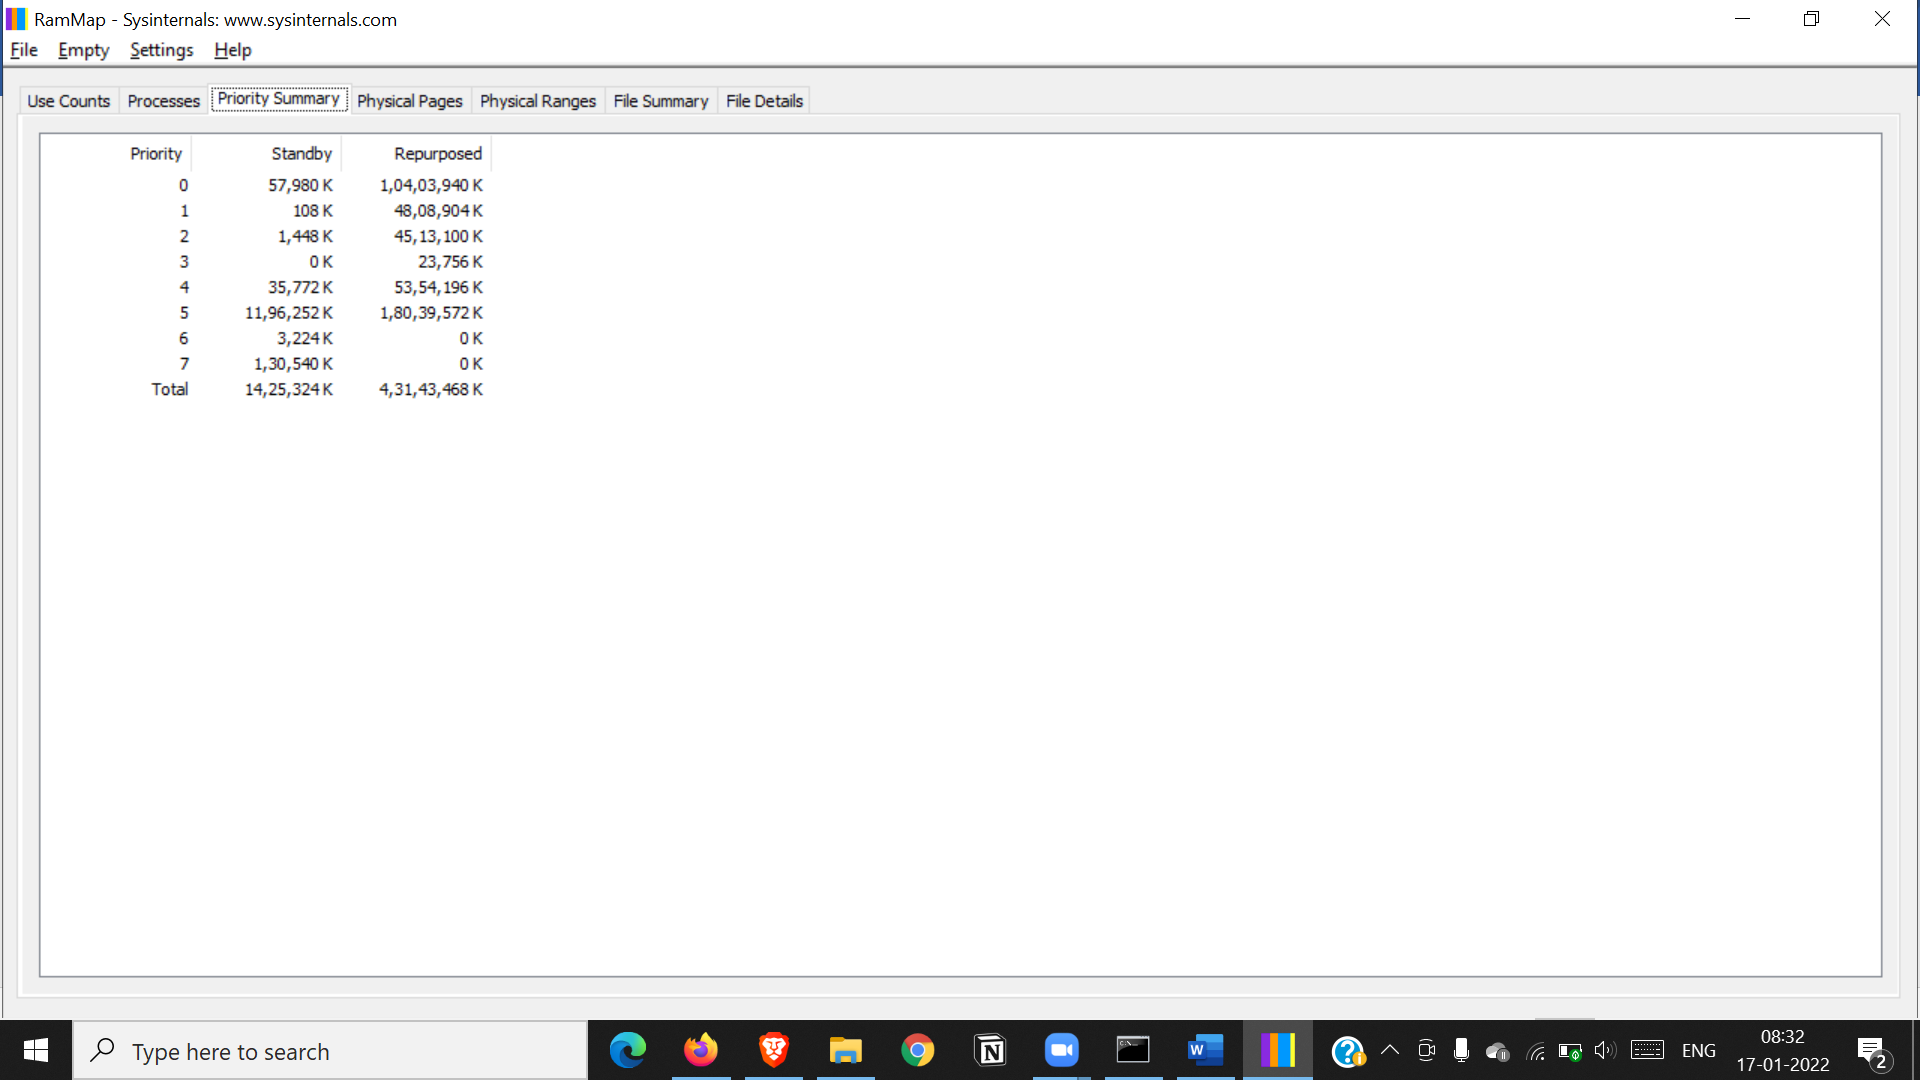 RamMap - Sysinternals: www.sysinternals.com
File Empty Settings Help
Use Counts Processes Priority Summary Physical Pages Physical Ranges File Summary File Details
Priority Standby Repurposed
0 57,980 K 1,04,03,940 K
1 108 K 48,08,904 K
2 1,448 K 45,13,100 K
3 0 K 23,756 K
4 35,772 K 53,54,196 K
5 11,96,252 K 1,80,39,572 K
6 3,224 K 0 K
7 1,30,540 K 0 K
Total 14,25,324 K 4,31,43,468 K
Type here to search
ENG
08:32
17-01-2022
2